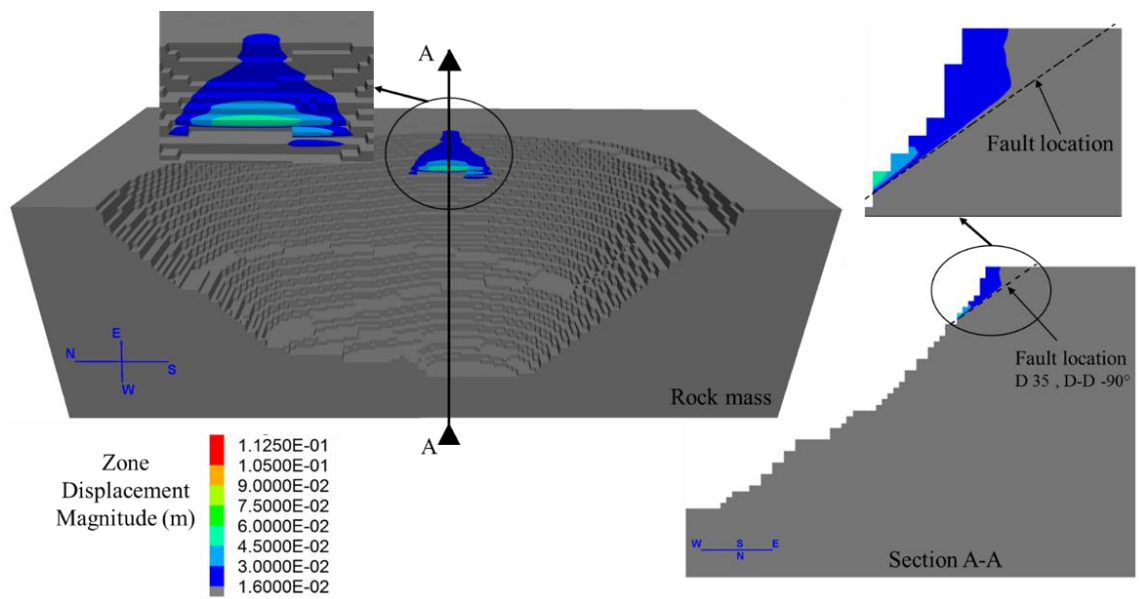 A
Fault location
E
N
S
W
Rock mass
A
Fault location
D 35 , D-D -90°
Zone
Displacement
Magnitude (m)
1.1250E-01
1.0500E-01
9.0000E-02
7.5000E-02
6.0000E-02
4.5000E-02
3.0000E-02
1.6000E-02
W S E
N
Section A-A